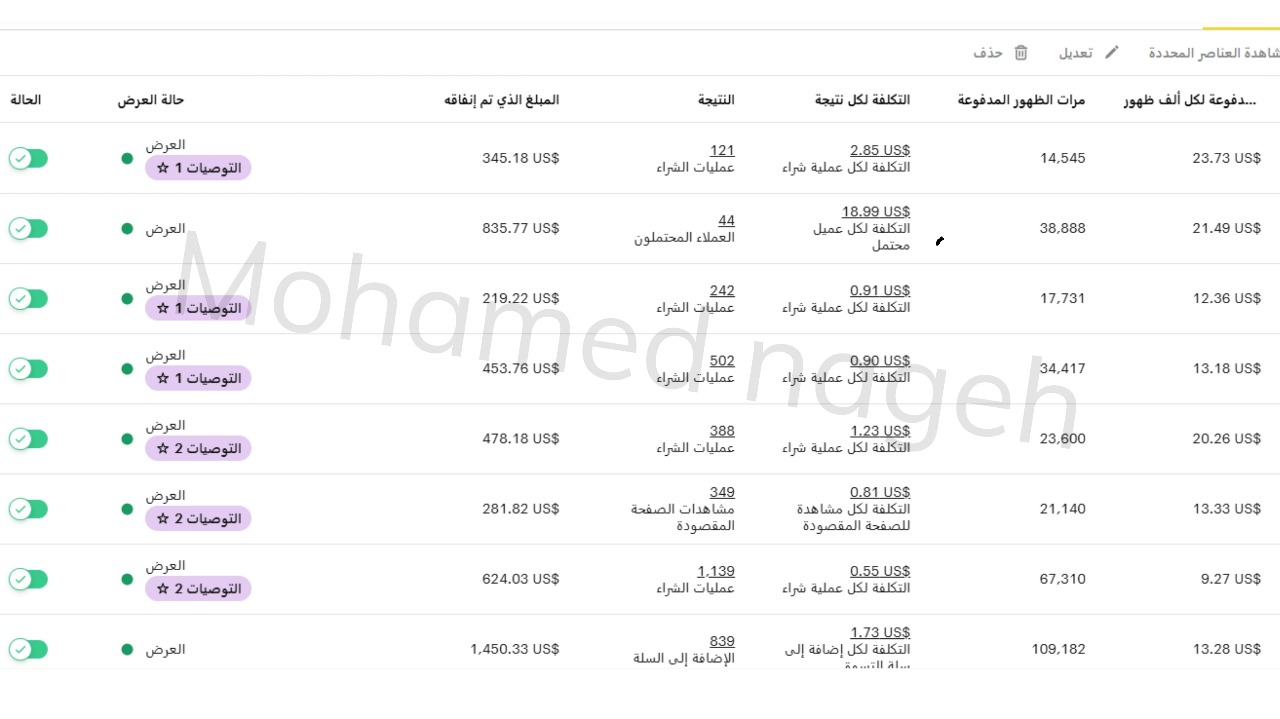 شاهدة العناصر المحددة تعديل حذف
...دفوعة لكل ألف ظهور مرات الظهور المدفوعة التكلفة لكل نتيجة النتيجة المبلغ الذي تم إنفاقه حالة العرض الحالة
23.73 US$ 14,545 2.85 US$ 121 345.18 US$ العرض
التكلفة لكل عملية شراء عمليات الشراء التوصيات 1 ☆
21.49 US$ 38,888 18.99 US$ 44 835.77 US$ العرض
التكلفة لكل عميل العملاء المحتملون
محتمل
12.36 US$ 17,731 0.91 US$ 242 219.22 US$ العرض
التكلفة لكل عملية شراء عمليات الشراء التوصيات 1 ☆
13.18 US$ 34,417 0.90 US$ 502 453.76 US$ العرض
التكلفة لكل عملية شراء عمليات الشراء التوصيات 1 ☆
20.26 US$ 23,600 1.23 US$ 388 478.18 US$ العرض
التكلفة لكل عملية شراء عمليات الشراء التوصيات 2 ☆
13.33 US$ 21,140 0.81 US$ 349 281.82 US$ العرض
التكلفة لكل مشاهدة مشاهدات الصفحة التوصيات 2 ☆
للصفحة المقصودة المقصودة
9.27 US$ 67,310 0.55 US$ 1,139 624.03 US$ العرض
التكلفة لكل عملية شراء عمليات الشراء التوصيات 2 ☆
13.28 US$ 109,182 1.73 US$ 839 1,450.33 US$ العرض
التكلفة لكل إضافة إلى الإضافة إلى السلة
Mohamed nageh